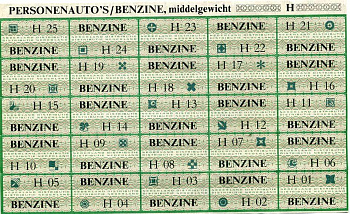 PERSONENAUTO'S/BENZINE, middelgewicht H
H 25 BENZINE H 23 BENZINE H 21
BENZINE H 24 BENZINE H 22 BENZINE
BENZINE H 19 BENZINE H 17 BENZINE
H 20 BENZINE H 18 BENZINE H 16
H 15 BENZINE H 13 BENZINE H 11
BENZINE H 14 BENZINE H 12 BENZINE
BENZINE H 09 BENZINE H 07 BENZINE
H 10 BENZINE H 08 BENZINE H 06
H 05 BENZINE H 03 BENZINE H 01
BENZINE H 04 BENZINE H 02 BENZINE